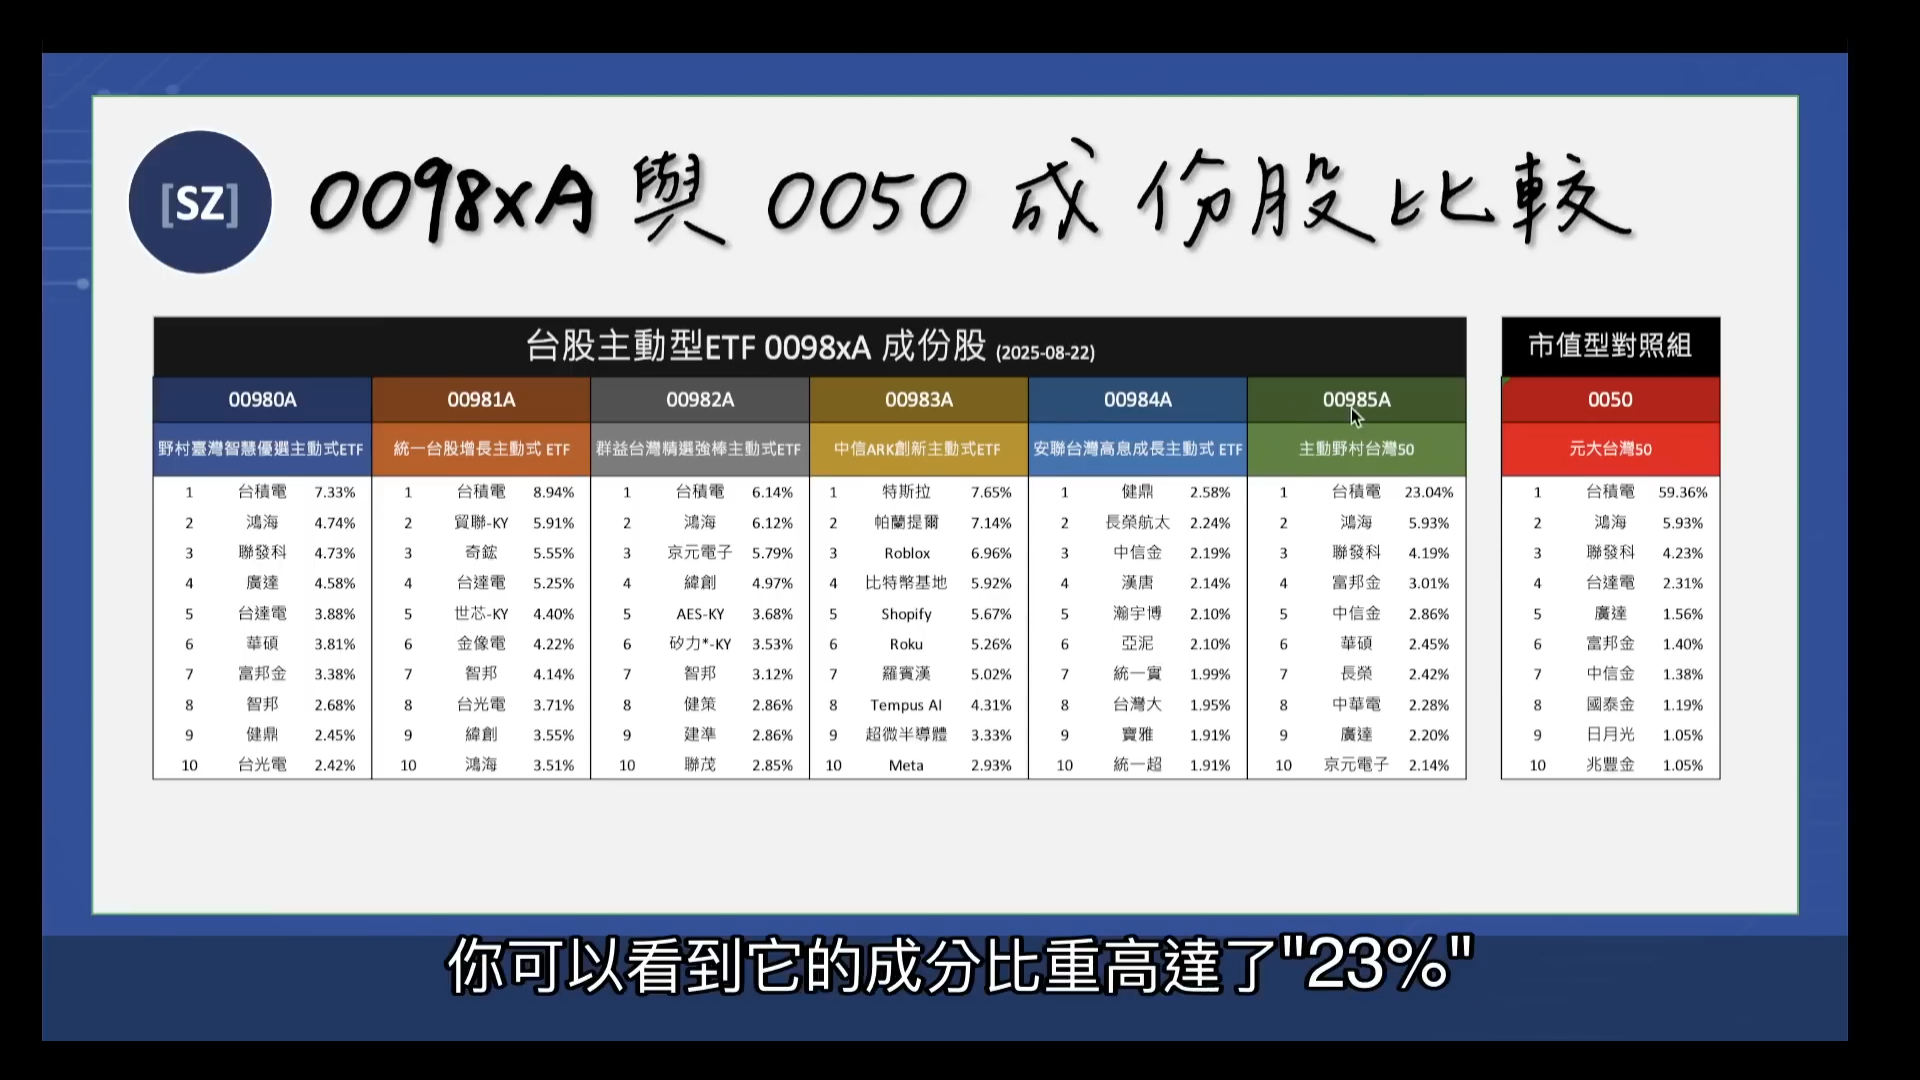 [SZ]
0098xA 與 0050 成份股比較
台股主動型ETF 0098xA 成份股 (2025-08-22)
市值型對照組
00980A 00981A 00982A 00983A 00984A 00985A 0050
野村臺灣智慧優選主動式ETF 統一台股增長主動式 ETF 群益台灣精選強棒主動式ETF 中信ARK創新主動式ETF 安聯台灣高息成長主動式 ETF 主動野村台灣50 元大台灣50
1 台積電 7.33% 1 台積電 8.94% 1 台積電 6.14% 1 特斯拉 7.65% 1 健鼎 2.58% 1 台積電 23.04% 1 台積電 59.36%
2 鴻海 4.74% 2 貿聯-KY 5.91% 2 鴻海 6.12% 2 帕蘭提爾 7.14% 2 長榮航太 2.24% 2 鴻海 5.93% 2 鴻海 5.93%
3 聯發科 4.73% 3 奇鋐 5.55% 3 京元電子 5.79% 3 Roblox 6.96% 3 中信金 2.19% 3 聯發科 4.19% 3 聯發科 4.23%
4 廣達 4.58% 4 台達電 5.25% 4 緯創 4.97% 4 比特幣基地 5.92% 4 漢唐 2.14% 4 富邦金 3.01% 4 台達電 2.31%
5 台達電 3.88% 5 世芯-KY 4.40% 5 AES-KY 3.68% 5 Shopify 5.67% 5 瀚宇博 2.10% 5 中信金 2.86% 5 廣達 1.56%
6 華碩 3.81% 6 金像電 4.22% 6 矽力*-KY 3.53% 6 Roku 5.26% 6 亞泥 2.10% 6 華碩 2.45% 6 富邦金 1.40%
7 富邦金 3.38% 7 智邦 4.14% 7 智邦 3.12% 7 羅賓漢 5.02% 7 統一實 1.99% 7 長榮 2.42% 7 中信金 1.38%
8 智邦 2.68% 8 台光電 3.71% 8 健策 2.86% 8 Tempus AI 4.31% 8 台灣大 1.95% 8 中華電 2.28% 8 國泰金 1.19%
9 健鼎 2.45% 9 緯創 3.55% 9 建準 2.86% 9 超微半導體 3.33% 9 寶雅 1.91% 9 廣達 2.20% 9 日月光 1.05%
10 台光電 2.42% 10 鴻海 3.51% 10 聯茂 2.85% 10 Meta 2.93% 10 統一超 1.91% 10 京元電子 2.14% 10 兆豐金 1.05%
你可以看到它的成分比重高達了"23%"